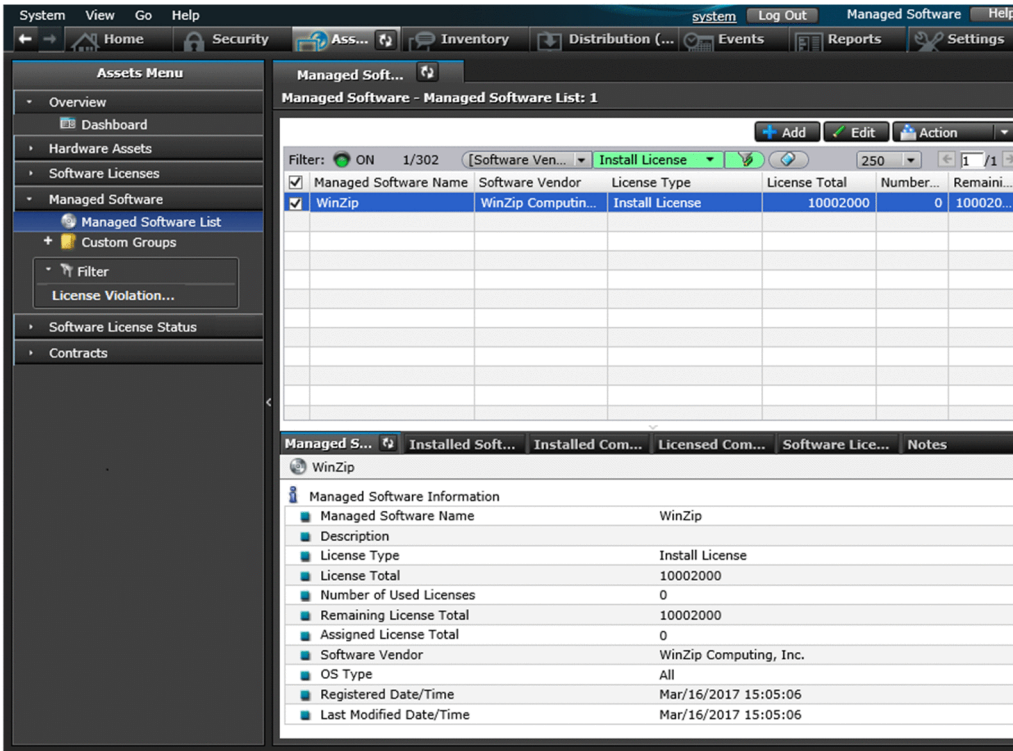 System View Go Help system Log Out Managed Software Help
Home Security Ass... Inventory Distribution (... Events Reports Settings
Assets Menu
Overview
Dashboard
Hardware Assets
Software Licenses
Managed Software
Managed Software List
Custom Groups
Filter
License Violation...
Software License Status
Contracts
Managed Soft...
Managed Software - Managed Software List: 1
Add Edit Action
Filter: ON 1/302 [Software Ven... Install License 250 1 /1
Managed Software Name Software Vendor License Type License Total Number... Remaini...
WinZip WinZip Computin... Install License 10002000 0 100020...
Managed S... Installed Soft... Installed Com... Licensed Com... Software Lice... Notes
WinZip
Managed Software Information
Managed Software Name WinZip
Description
License Type Install License
License Total 10002000
Number of Used Licenses 0
Remaining License Total 10002000
Assigned License Total 0
Software Vendor WinZip Computing, Inc.
OS Type All
Registered Date/Time Mar/16/2017 15:05:06
Last Modified Date/Time Mar/16/2017 15:05:06